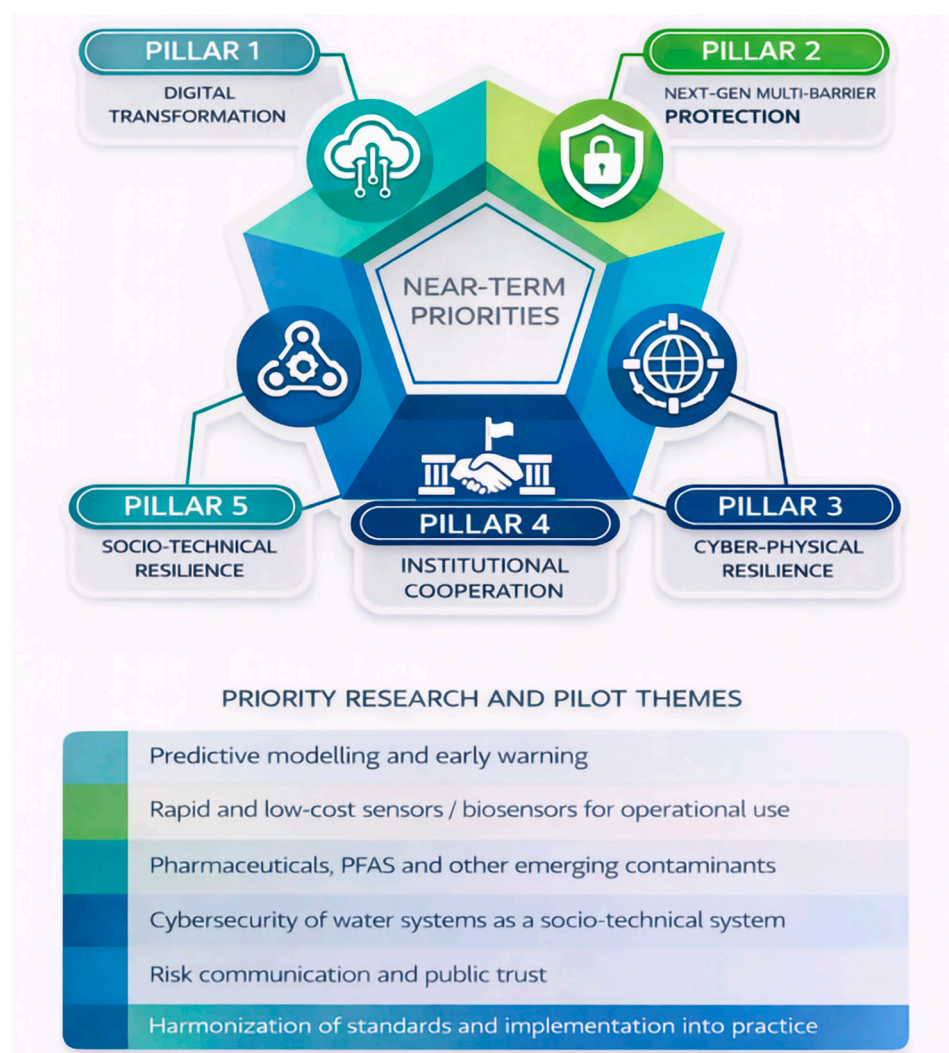 PILLAR 1
DIGITAL
TRANSFORMATION
PILLAR 2
NEXT-GEN MULTI-BARRIER
PROTECTION
NEAR-TERM
PRIORITIES
PILLAR 5
SOCIO-TECHNICAL
RESILIENCE
PILLAR 4
INSTITUTIONAL
COOPERATION
PILLAR 3
CYBER-PHYSICAL
RESILIENCE
PRIORITY RESEARCH AND PILOT THEMES
Predictive modelling and early warning
Rapid and low-cost sensors / biosensors for operational use
Pharmaceuticals, PFAS and other emerging contaminants
Cybersecurity of water systems as a socio-technical system
Risk communication and public trust
Harmonization of standards and implementation into practice